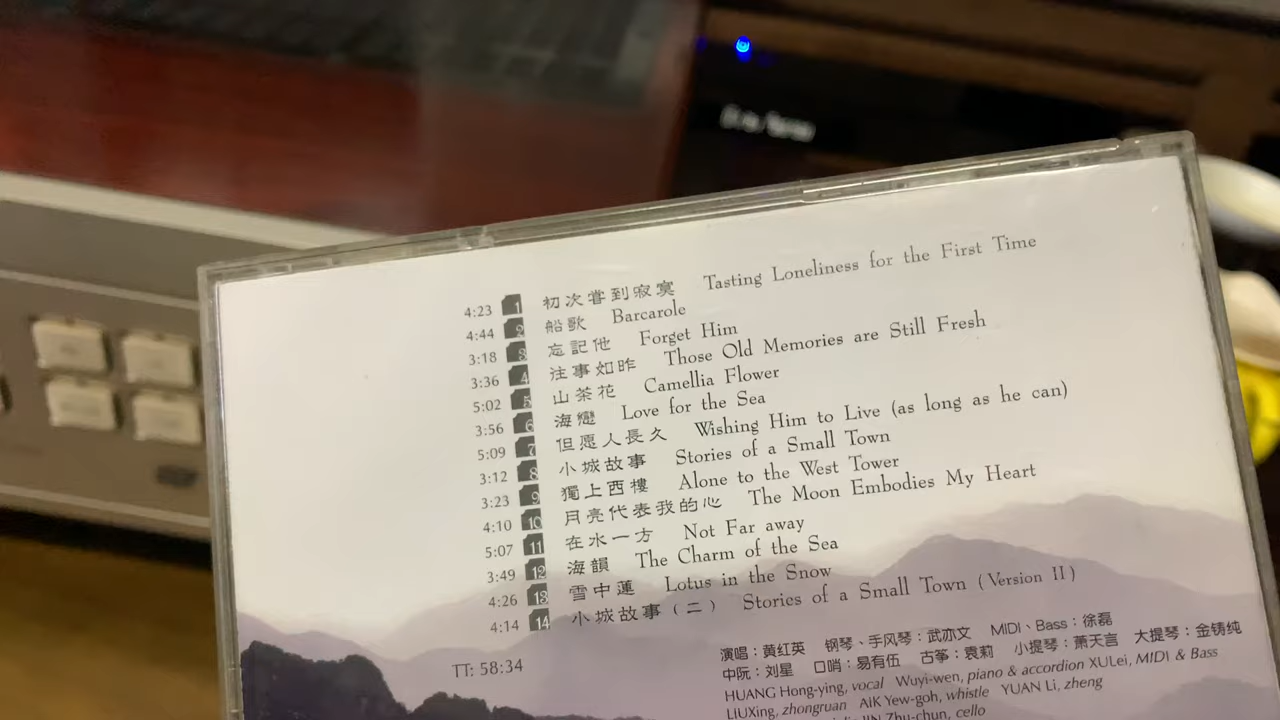 4:23 1 初次嘗到寂寞 Tasting Loneliness for the First Time
4:44 2 船歌 Barcarole
3:18 3 忘記他 Forget Him
3:36 4 注事如昨 Those Old Memories are Still Fresh
5:02 5 山茶花 Camellia Flower
3:56 6 海戀 Love for the Sea
5:09 7 但愿人長久 Wishing Him to Live (as long as he can)
3:12 8 小城故事 Stories of a Small Town
3:23 9 獨上西樓 Alone to the West Tower
4:10 10 月亮代表我的心 The Moon Embodies My Heart
5:07 11 在水一方 Not Far away
3:49 12 海韻 The Charm of the Sea
4:26 13 雪中蓮 Lotus in the Snow
4:14 14 小城故事（二） Stories of a Small Town (Version II)
TT: 58:34
演唱：黄红英 钢琴、手风琴：武亦文 MIDI、Bass：徐磊
中阮：刘星 口哨：易有伍 古筝：袁莉 小提琴：萧天言 大提琴：金铸纯
HUANG Hong-ying, vocal Wuyi-wen, piano & accordion XULei, MIDI & Bass
LIUXing, zhongruan AIK Yew-goh, whistle YUAN Li, zheng
JIN Zhu-chun, cello